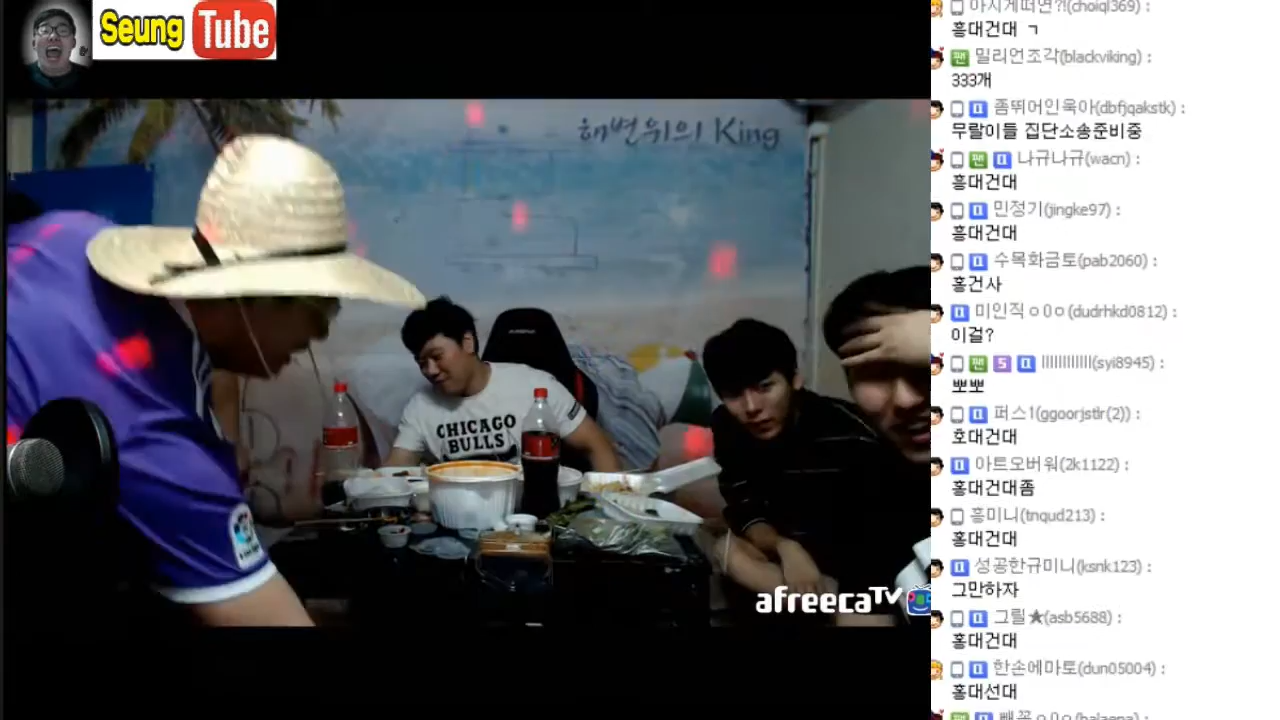 Seung Tube
해변위의 King
CHICAGO
BULLS
afreecaTV
홍대건대 ㄱ
팬 밀리언조각(blackviking) :
333개
좀뛰어인욱아(dbfjqakstk) :
무랄이들 집단소송준비중
팬 나규나규(wacn) :
홍대건대
민정기(jingke97) :
홍대건대
수목화금토(pab2060) :
홍건사
미인직ㅇ0ㅇ(dudrhkd0812) :
이걸?
팬 S llllllllllll(syi8945) :
뽀뽀
퍼스1(ggoorjstlr(2)) :
호대건대
아트오버워(2k1122) :
홍대건대좀
흥미니(tnqud213) :
홍대건대
성공한규미니(ksnk123) :
그만하자
그릴★(asb5688) :
홍대건대
한손에마토(dun05004) :
홍대선대